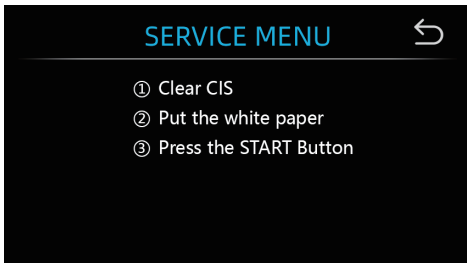 SERVICE MENU
① Clear CIS
② Put the white paper
③ Press the START Button